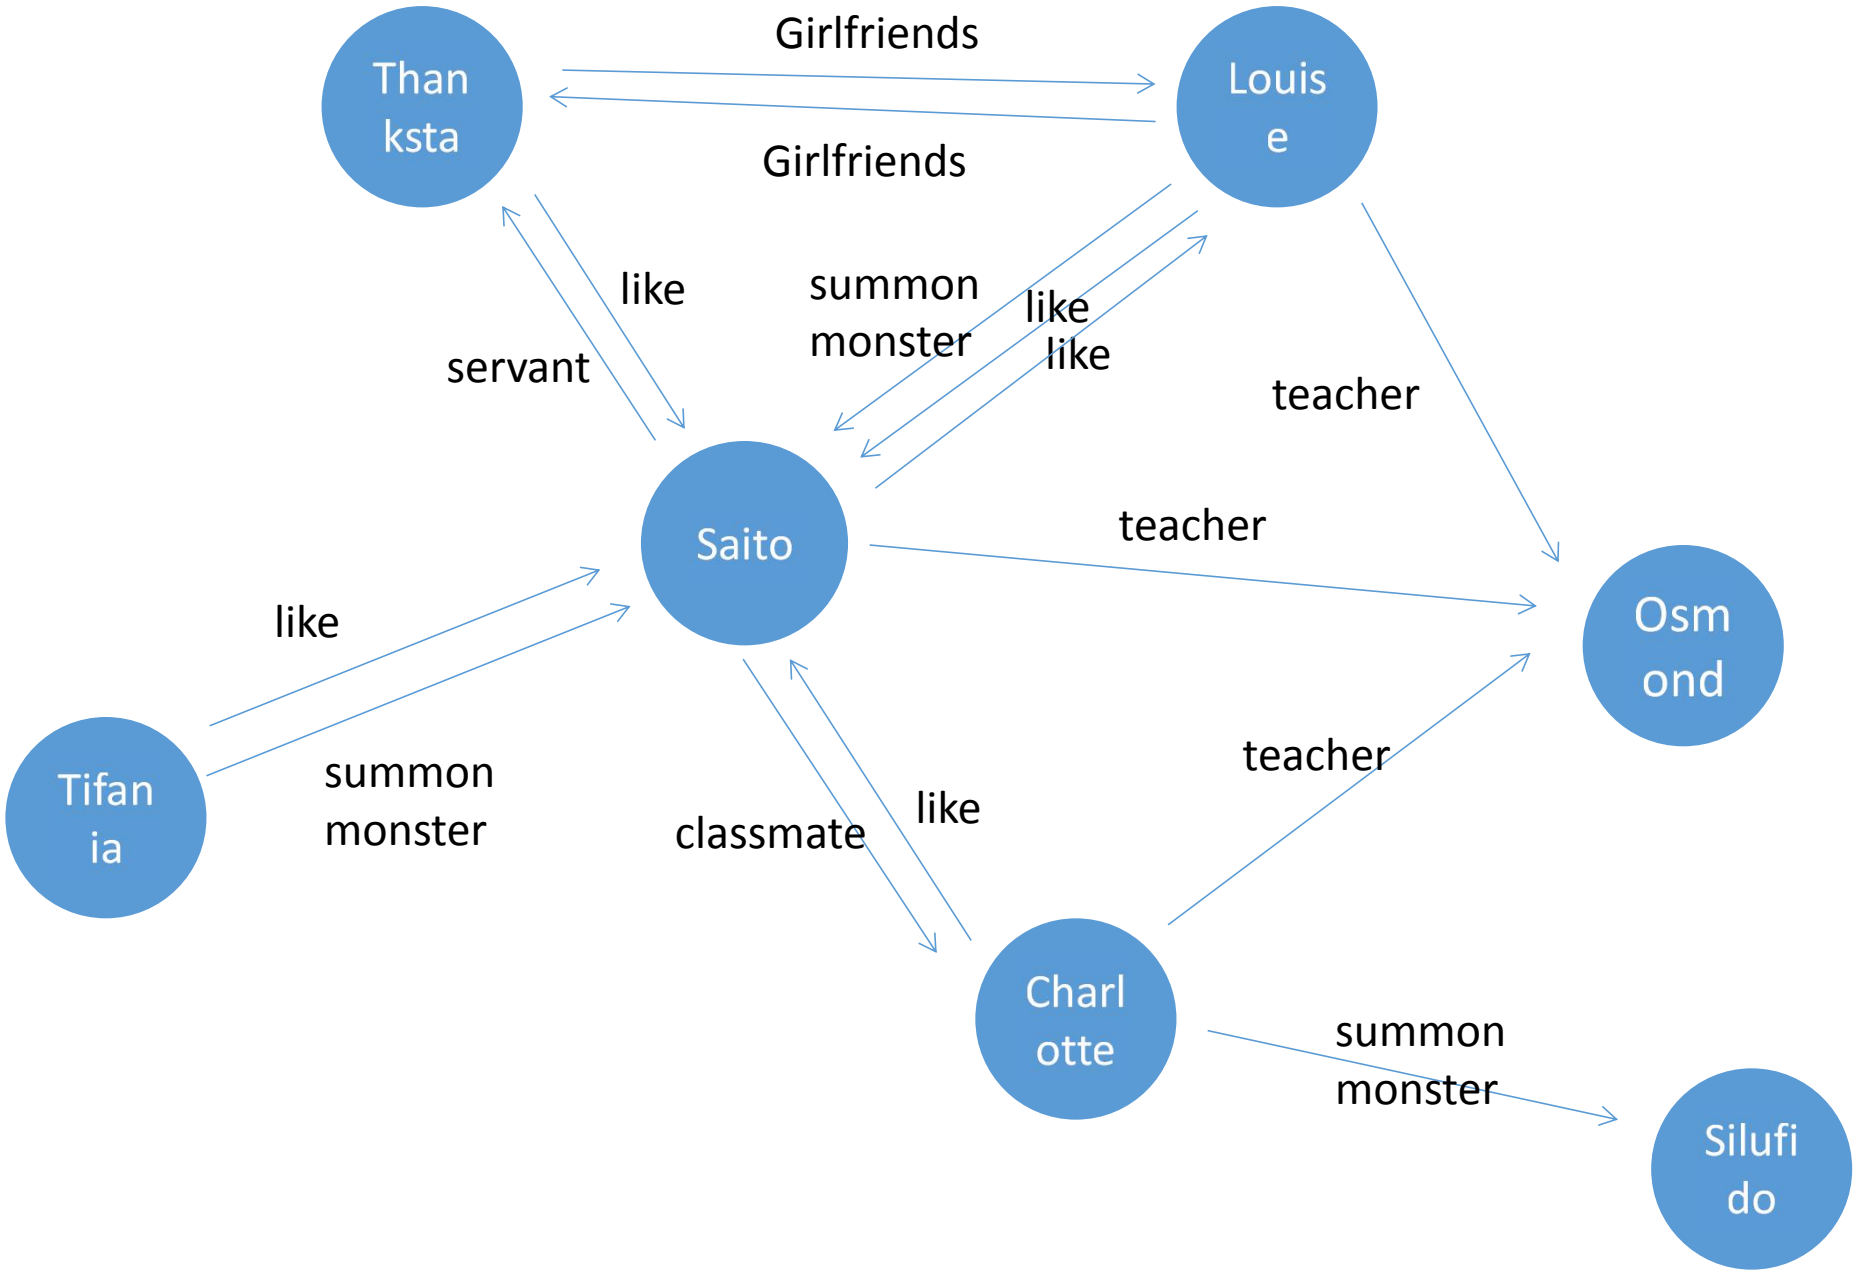 Girlfriends
Than
ksta
Louis
e
Girlfriends
like
summon
monster
like
like
servant
teacher
teacher
Saito
like
Osm
ond
teacher
summon
monster
Tifan
ia
like
classmate
Charl
otte
summon
monster
Silufi
do